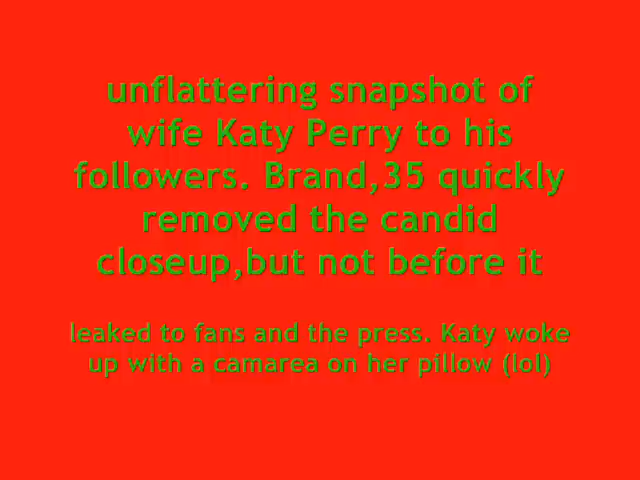 unflattering snapshot of
wife Katy Perry to his
followers. Brand,35 quickly
removed the candid
closeup,but not before it
leaked to fans and the press. Katy woke
up with a camarea on her pillow (lol)